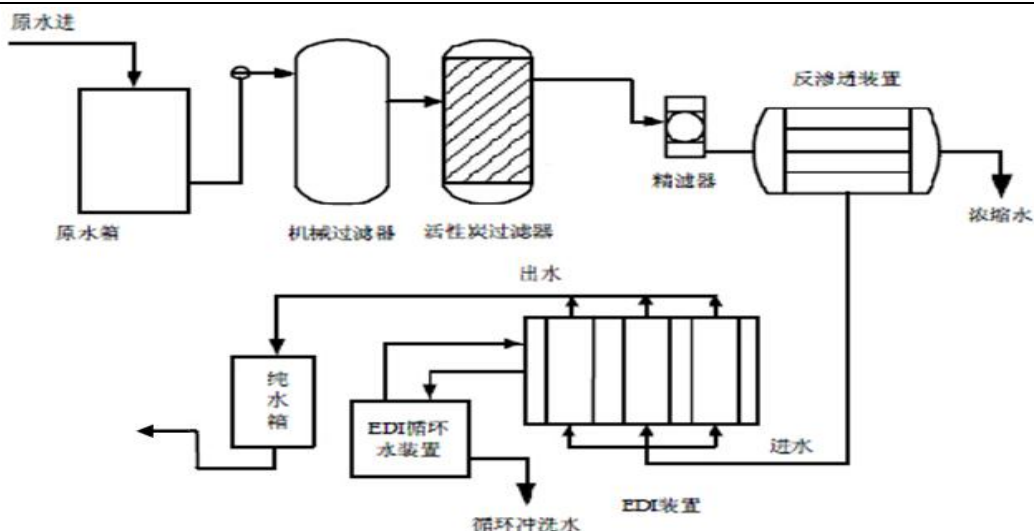 原水进
原水箱
机械过滤器
活性炭过滤器
精滤器
反渗透装置
浓缩水
出水
纯
水
箱
EDI循环
水装置
循环冲洗水
进水
EDI装置